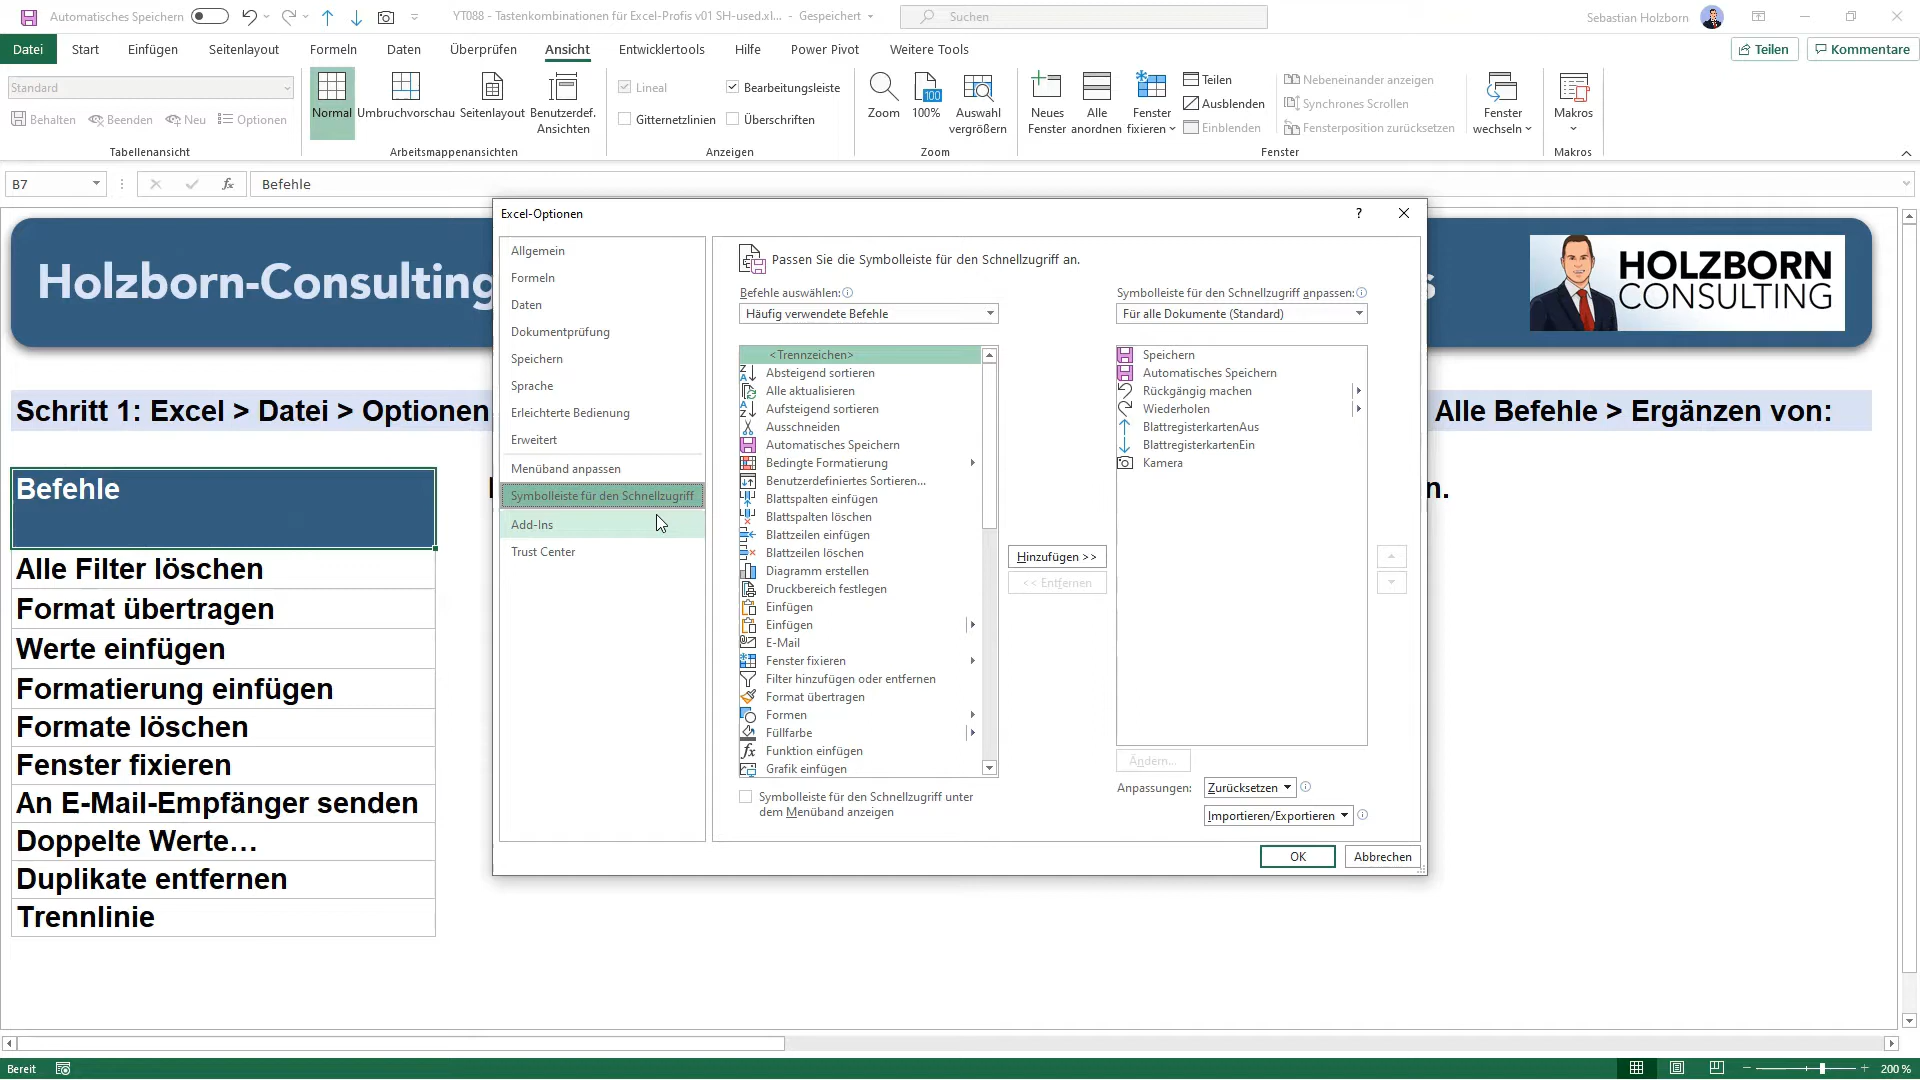 Automatisches Speichern
YT088 - Tastenkombinationen für Excel-Profis v01 SH-used.xl... - Gespeichert
Suchen
Sebastian Holzborn
Datei
Start
Einfügen
Seitenlayout
Formeln
Daten
Überprüfen
Ansicht
Entwicklertools
Hilfe
Power Pivot
Weitere Tools
Teilen
Kommentare
Standard
Behalten
Beenden
Neu
Optionen
Tabellenansicht
Normal
Umbruchvorschau
Seitenlayout
Benutzerdef.
Ansichten
Arbeitsmappenansichten
Lineal
Bearbeitungsleiste
Gitternetzlinien
Überschriften
Anzeigen
Zoom
100
100%
Auswahl
vergrößern
Zoom
Neues
Fenster
Alle
anordnen
Fenster
fixieren
Teilen
Ausblenden
Einblenden
Nebeneinander anzeigen
Synchrones Scrollen
Fensterposition zurücksetzen
Fenster
Fenster
wechseln
Makros
Makros
B7
fx
Befehle
Holzborn-Consulting
s
HOLZBORN
CONSULTING
Schritt 1: Excel > Datei > Optionen
Alle Befehle > Ergänzen von:
n.
Befehle
Alle Filter löschen
Format übertragen
Werte einfügen
Formatierung einfügen
Formate löschen
Fenster fixieren
An E-Mail-Empfänger senden
Doppelte Werte…
Duplikate entfernen
Trennlinie
Excel-Optionen
?
Allgemein
Formeln
Daten
Dokumentprüfung
Speichern
Sprache
Erleichterte Bedienung
Erweitert
Menüband anpassen
Symbolleiste für den Schnellzugriff
Add-Ins
Trust Center
Passen Sie die Symbolleiste für den Schnellzugriff an.
Befehle auswählen:
Häufig verwendete Befehle
<Trennzeichen>
Absteigend sortieren
Alle aktualisieren
Aufsteigend sortieren
Ausschneiden
Automatisches Speichern
Bedingte Formatierung
Benutzerdefiniertes Sortieren...
Blattspalten einfügen
Blattspalten löschen
Blattzeilen einfügen
Blattzeilen löschen
Diagramm erstellen
Druckbereich festlegen
Einfügen
Einfügen
E-Mail
Fenster fixieren
Filter hinzufügen oder entfernen
Format übertragen
Formen
Füllfarbe
Funktion einfügen
Grafik einfügen
Symbolleiste für den Schnellzugriff unter
dem Menüband anzeigen
Hinzufügen >>
<< Entfernen
Symbolleiste für den Schnellzugriff anpassen:
Für alle Dokumente (Standard)
Speichern
Automatisches Speichern
Rückgängig machen
Wiederholen
BlattregisterkartenAus
BlattregisterkartenEin
Kamera
Ändern...
Anpassungen:
Zurücksetzen
Importieren/Exportieren
OK
Abbrechen
Bereit
200 %